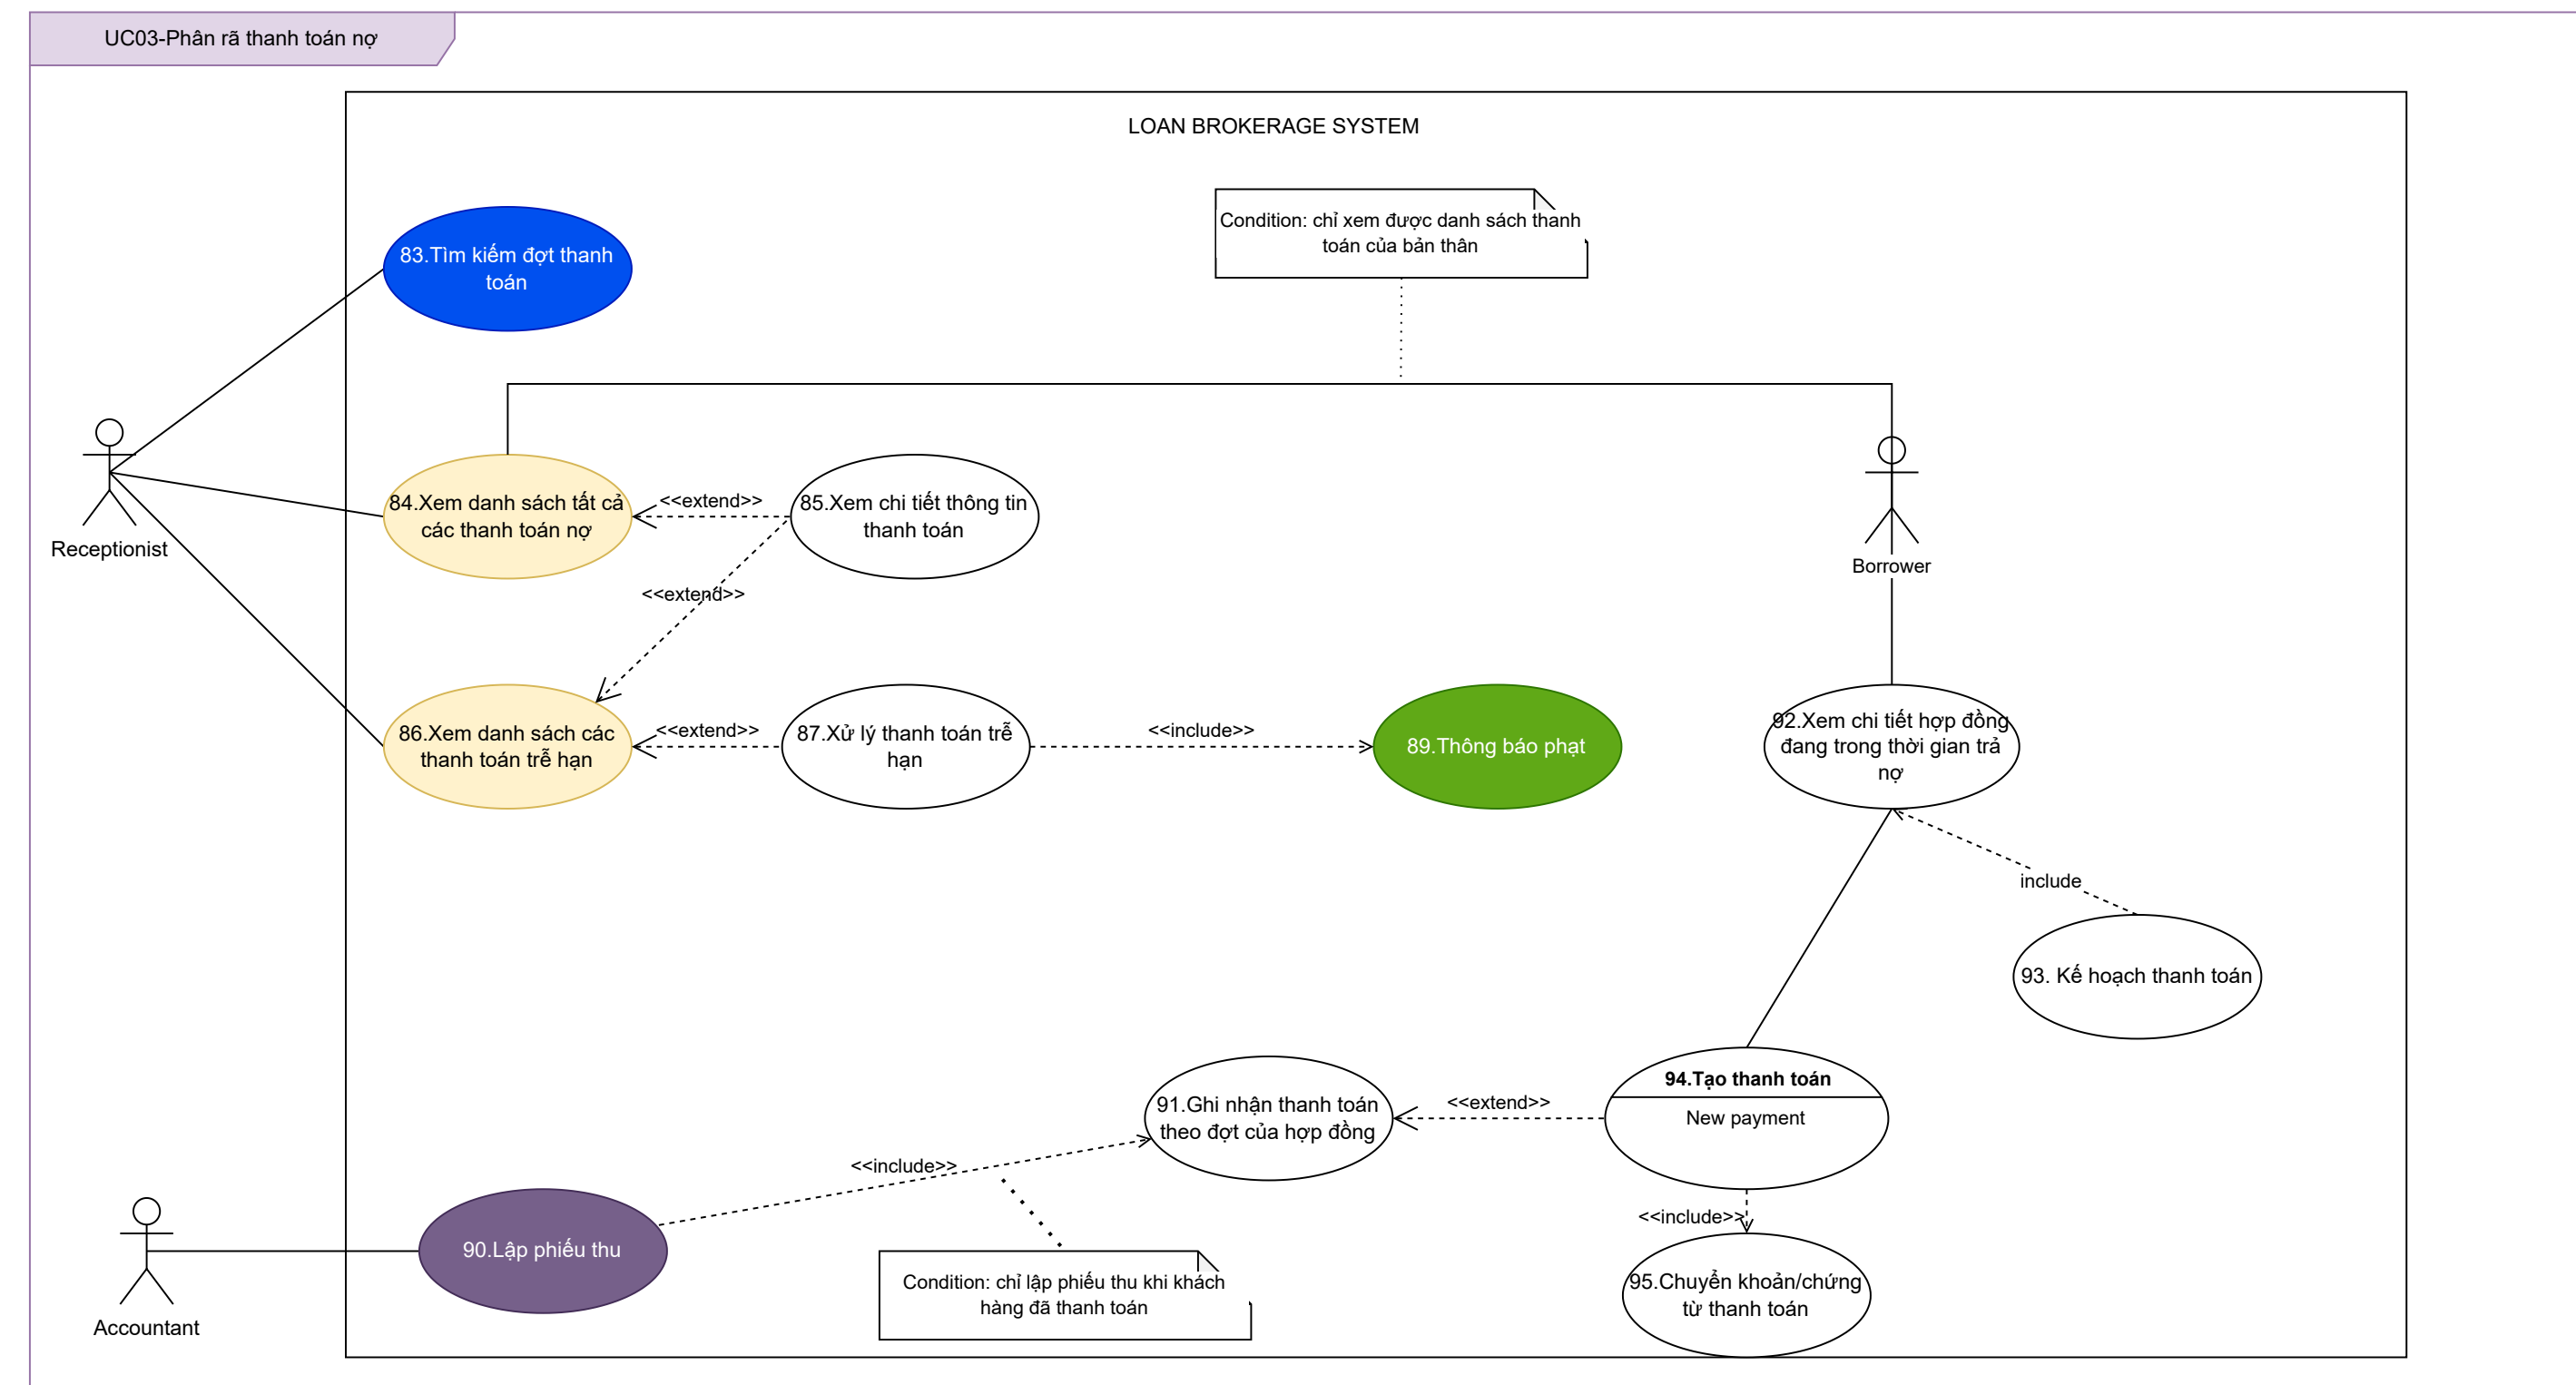 UC03-Phân rã thanh toán nợ
LOAN BROKERAGE SYSTEM
Condition: chỉ xem được danh sách thanh
toán của bản thân
83.Tìm kiếm đợt thanh
toán
Receptionist
84.Xem danh sách tất cả
các thanh toán nợ
<<extend>>
85.Xem chi tiết thông tin
thanh toán
Borrower
<<extend>>
86.Xem danh sách các
thanh toán trễ hạn
<<extend>>
87.Xử lý thanh toán trễ
hạn
<<include>>
89.Thông báo phạt
92.Xem chi tiết hợp đồng
đang trong thời gian trả
nợ
include
93. Kế hoạch thanh toán
91.Ghi nhận thanh toán
theo đợt của hợp đồng
<<extend>>
94.Tạo thanh toán
New payment
<<include>>
<<include>>
90.Lập phiếu thu
Accountant
Condition: chỉ lập phiếu thu khi khách
hàng đã thanh toán
95.Chuyển khoản/chứng
từ thanh toán